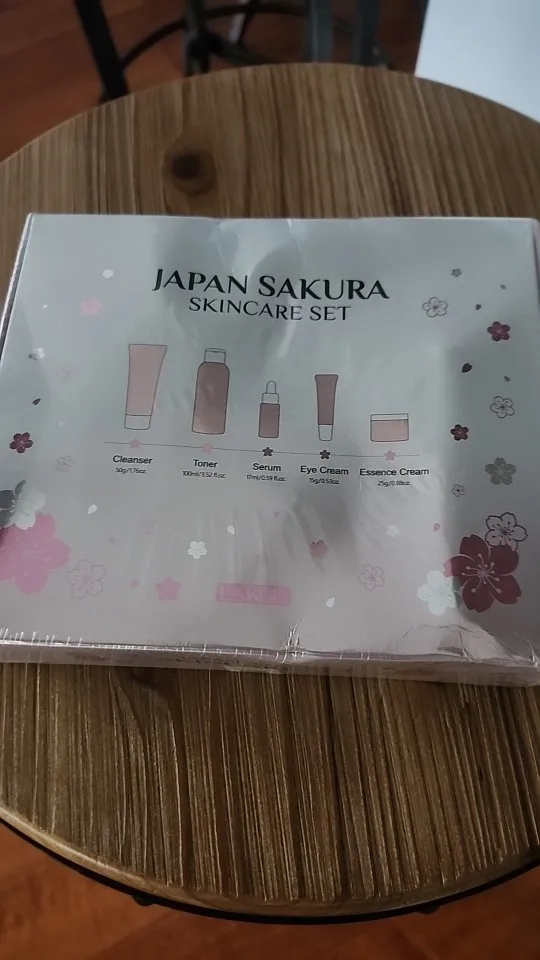 JAPAN SAKURA
SKINCARE SET
Cleanser
50g/1.76oz.
Toner
100ml/3.52 fl.oz.
Serum
17ml/0.59 fl.oz.
Eye Cream
15g/0.53oz.
Essence Cream
25g/0.88oz.